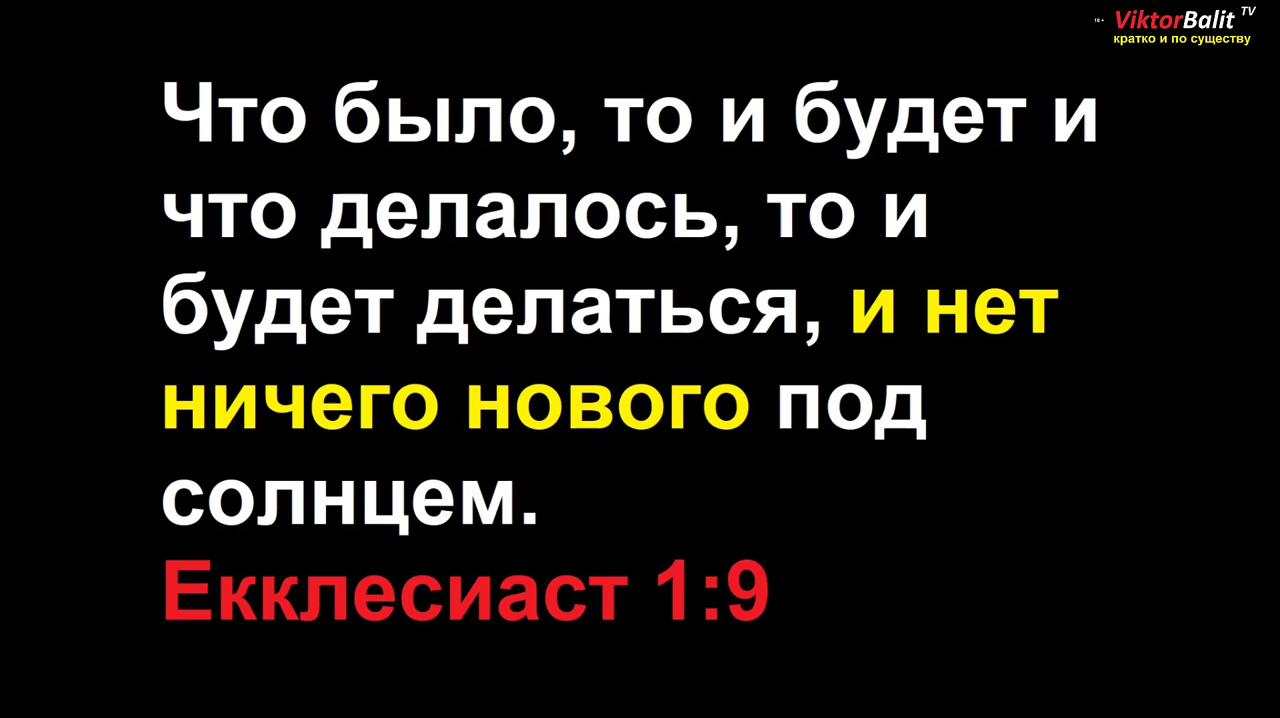 18+ ViktorBalit TV
кратко и по существу
Что было, то и будет и
что делалось, то и
будет делаться, и нет
ничего нового под
солнцем.
Екклесиаст 1:9